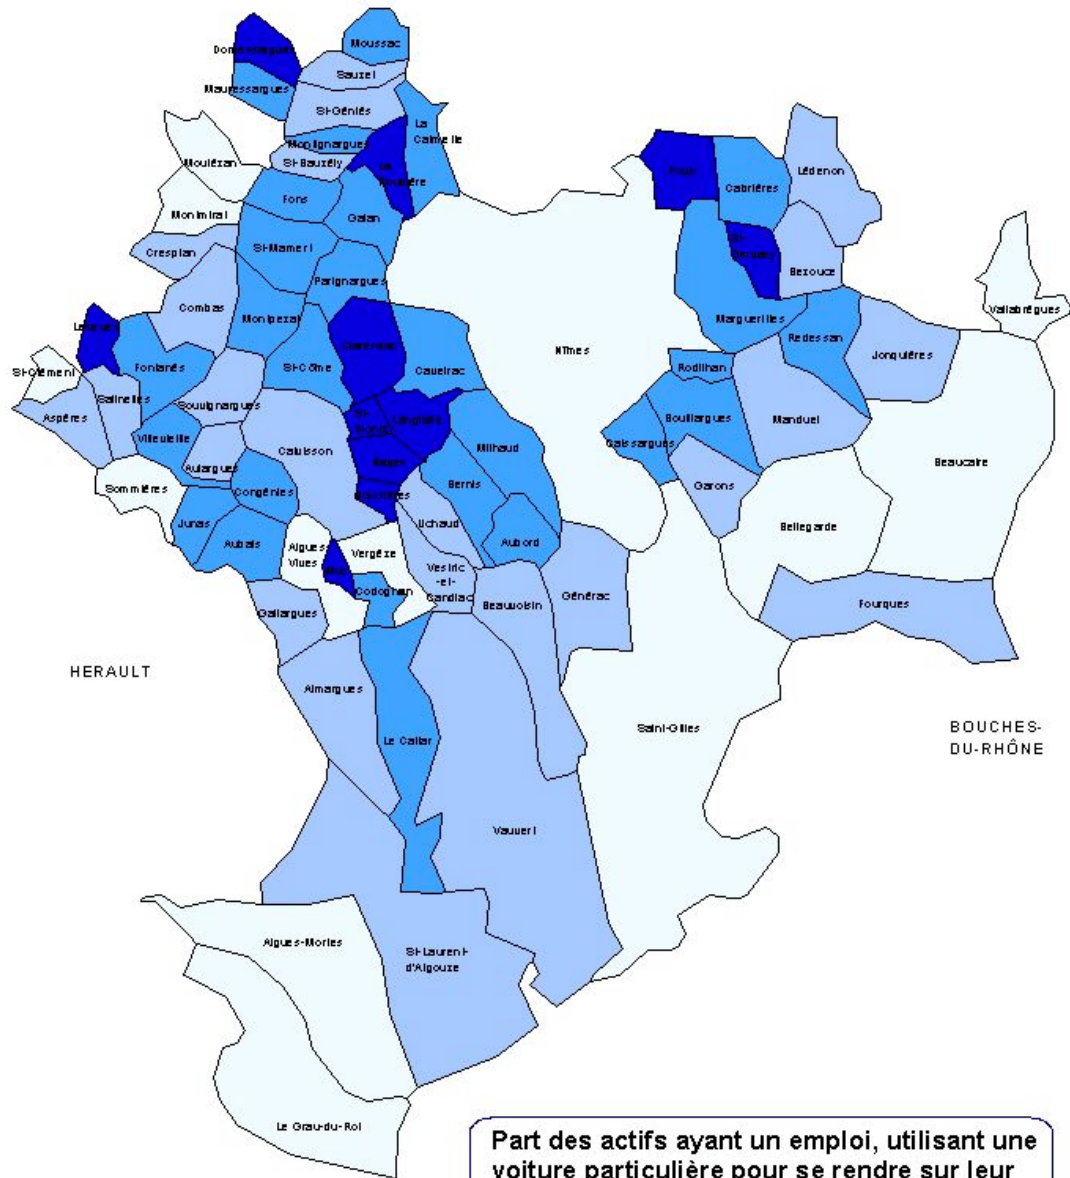 Moussac
Sauzet
Mauressargues
St-Géniés
La
Calmette
Montignargues
St-Bauzély
Moulézan
Fons
Gajan
Cabrières
Lédenon
Montmirat
St-Mamert
Crespian
Bezouce
Parignargues
Combas
Montpezat
Marguerittes
Vallabrègues
Redessan
Nîmes
Jonquières
Fontanés
St-Côme
Caveirac
Rodilhan
St-Clément
Salinelles
Souvignargues
Aspères
Bouillargues
Manduel
Villevieille
Caissargues
Milhaud
Aujargues
Calvisson
Beaucaire
Sommières
Congénies
Bernis
Garons
Junas
Uchaud
Bellegarde
Aubais
Aigues-
Vives
Vergèze
Aubord
Vestric
-et-
Candiac
Codognan
Beauvoisin
Générac
Fourques
Gallargues
HERAULT
Aimargues
Saint-Gilles
BOUCHES-
DU-RHÔNE
Le Cailar
Vauvert
Aigues-Mortes
St-Laurent-
d'Aigouze
Le Grau-du-Roi
Part des actifs ayant un emploi, utilisant une
voiture particulière pour se rendre sur leur